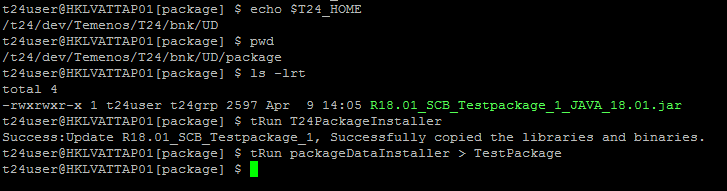 t24user@HKLVATTAP01[package] $ echo $T24_HOME
/t24/dev/Temenos/T24/bnk/UD
t24user@HKLVATTAP01[package] $ pwd
/t24/dev/Temenos/T24/bnk/UD/package
t24user@HKLVATTAP01[package] $ ls -lrt
total 4
-rwxrwxr-x 1 t24user t24grp 2597 Apr  9 14:05 R18.01_SCB_Testpackage_1_JAVA_18.01.jar
t24user@HKLVATTAP01[package] $ tRun T24PackageInstaller
Success:Update R18.01_SCB_Testpackage_1, Successfully copied the libraries and binaries.
t24user@HKLVATTAP01[package] $ tRun packageDataInstaller > TestPackage
t24user@HKLVATTAP01[package] $